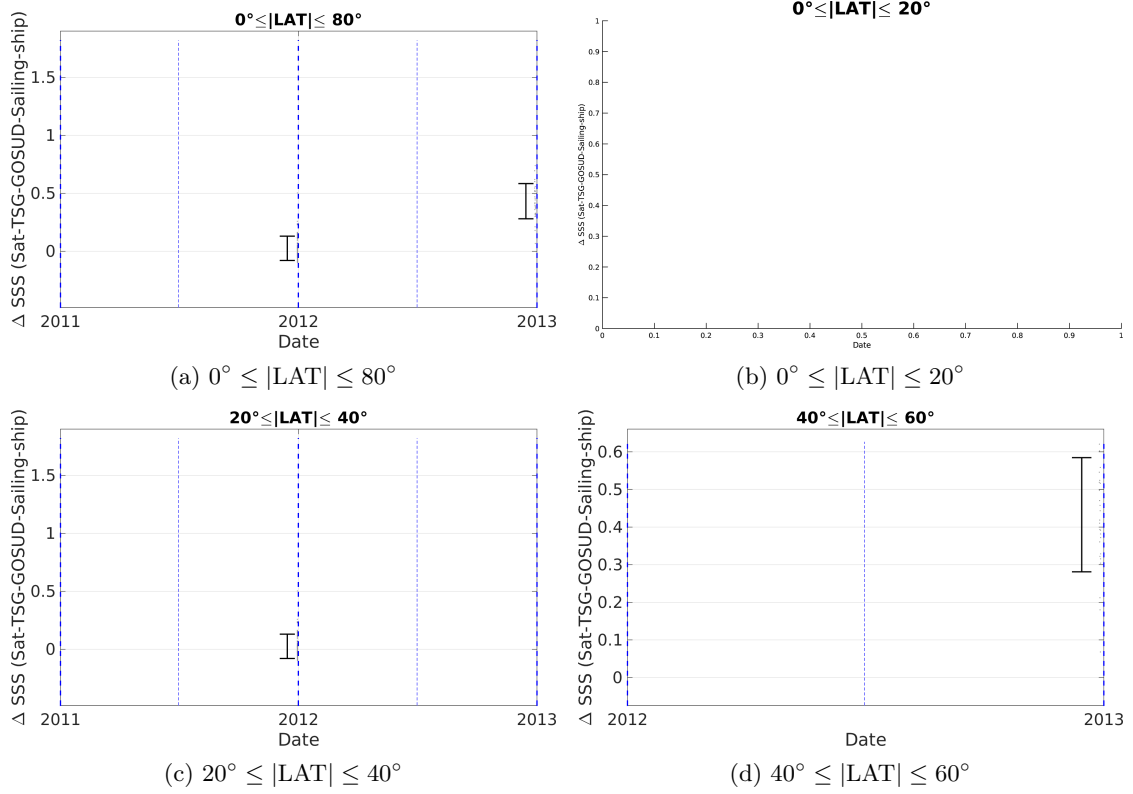 0°≤|LAT|≤ 80°
Δ SSS (Sat-TSG-GOSUD-Sailing-ship)
1.5
1
0.5
0
2011 2012 2013
Date
(a) 0° ≤ |LAT| ≤ 80°
0°≤|LAT|≤ 20°
Δ SSS (Sat-TSG-GOSUD-Sailing-ship)
1
0.9
0.8
0.7
0.6
0.5
0.4
0.3
0.2
0.1
0
0 0.1 0.2 0.3 0.4 0.5 0.6 0.7 0.8 0.9 1
Date
(b) 0° ≤ |LAT| ≤ 20°
20°≤|LAT|≤ 40°
Δ SSS (Sat-TSG-GOSUD-Sailing-ship)
1.5
1
0.5
0
2011 2012 2013
Date
(c) 20° ≤ |LAT| ≤ 40°
40°≤|LAT|≤ 60°
Δ SSS (Sat-TSG-GOSUD-Sailing-ship)
0.6
0.5
0.4
0.3
0.2
0.1
0
2012 2013
Date
(d) 40° ≤ |LAT| ≤ 60°